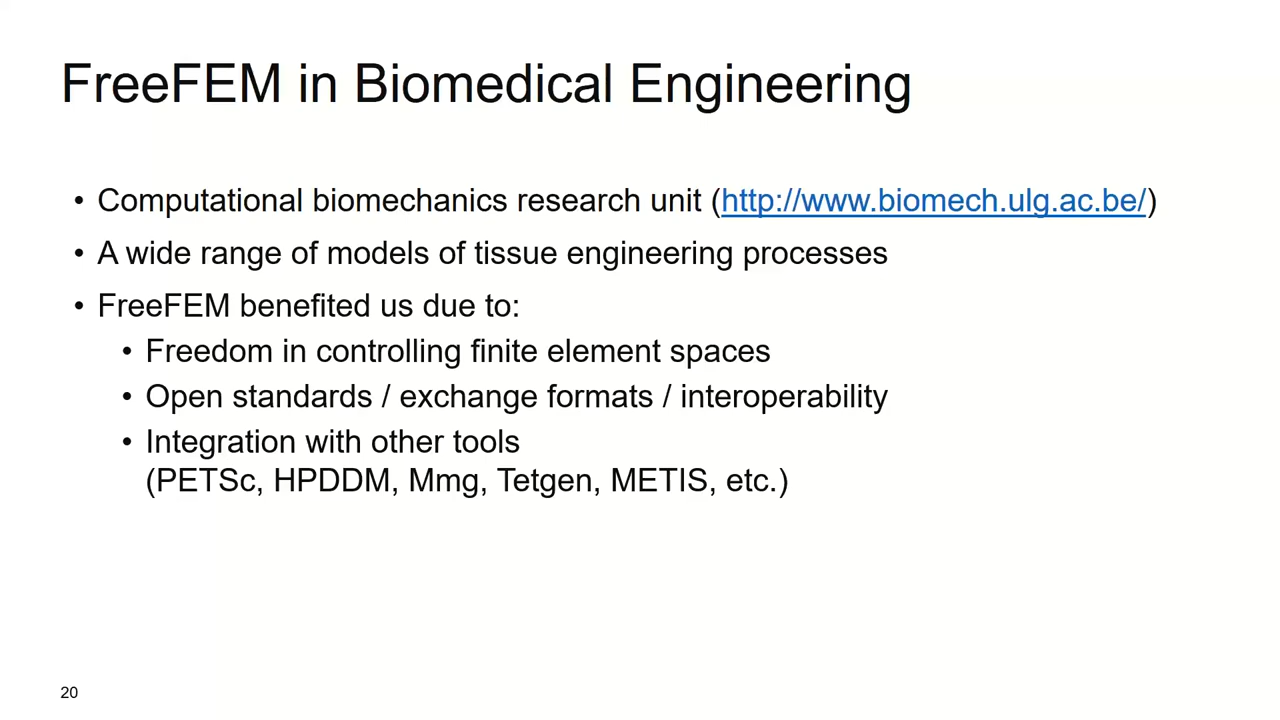 FreeFEM in Biomedical Engineering
• Computational biomechanics research unit (http://www.biomech.ulg.ac.be/)
• A wide range of models of tissue engineering processes
• FreeFEM benefited us due to:
• Freedom in controlling finite element spaces
• Open standards / exchange formats / interoperability
• Integration with other tools
(PETSc, HPDDM, Mmg, Tetgen, METIS, etc.)
20